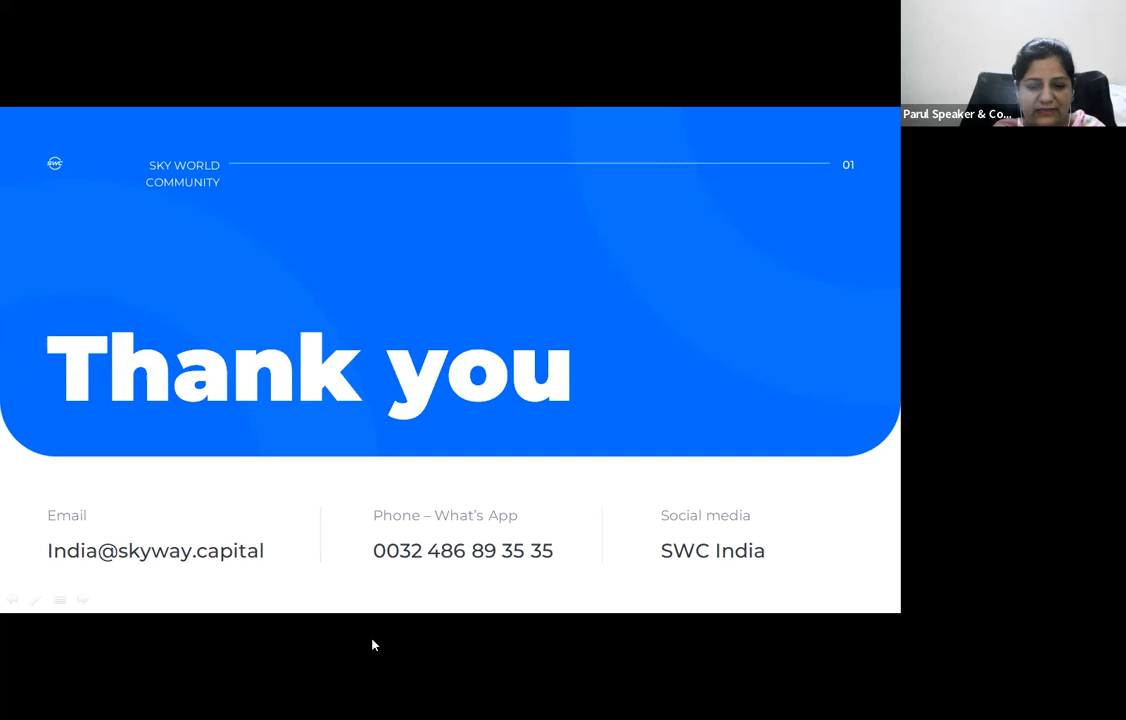 Parul Speaker & Co...
SWC
SKY WORLD
COMMUNITY
01
Thank you
Email
India@skyway.capital
Phone – What’s App
0032 486 89 35 35
Social media
SWC India